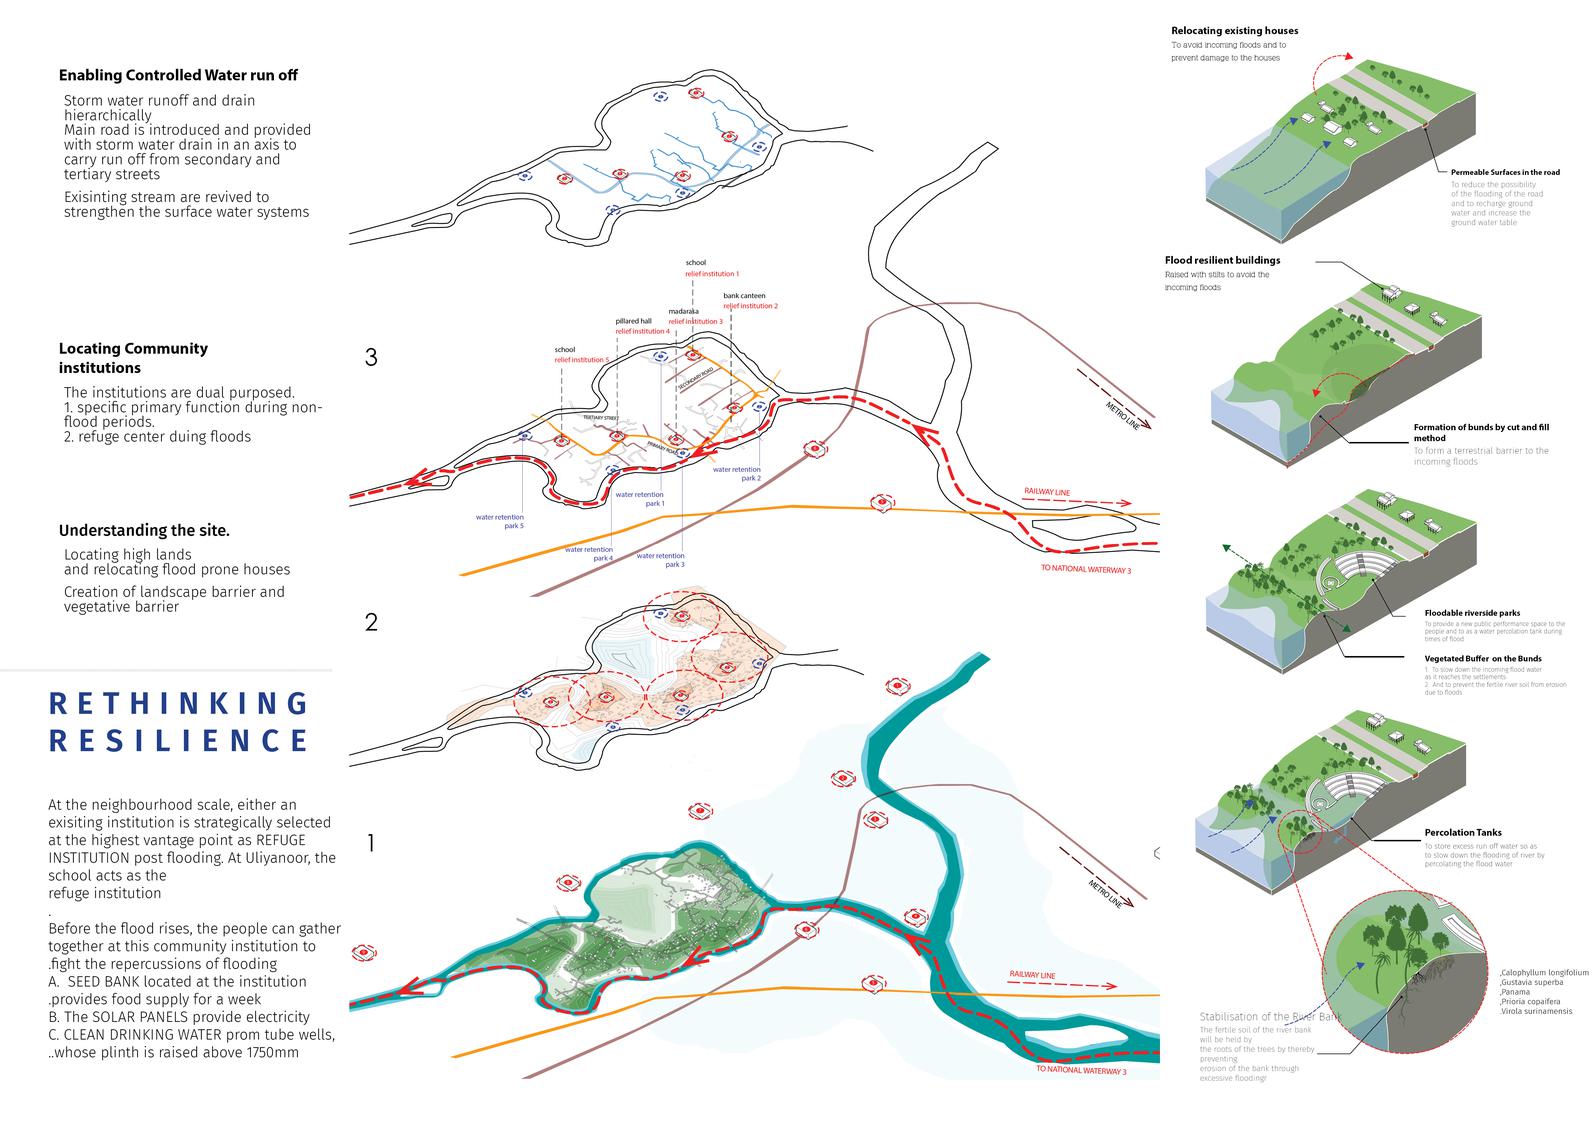 Enabling Controlled Water run off
Storm water runoff and drain
hierarchically
Main road is introduced and provided
with storm water drain in an axis to
carry run off from secondary and
tertiary streets
Exisinting stream are revived to
strengthen the surface water systems
Locating Community
institutions
The institutions are dual purposed.
1. specific primary function during non-
flood periods.
2. refuge center duing floods
Understanding the site.
Locating high lands
and relocating flood prone houses
Creation of landscape barrier and
vegetative barrier
RETHINKING
RESILIENCE
At the neighbourhood scale, either an
exisiting institution is strategically selected
at the highest vantage point as REFUGE
INSTITUTION post flooding. At Uliyanoor, the
school acts as the
refuge institution
.
Before the flood rises, the people can gather
together at this community institution to
.fight the repercussions of flooding
A.  SEED BANK located at the institution
.provides food supply for a week
B. The SOLAR PANELS provide electricity
C. CLEAN DRINKING WATER prom tube wells,
..whose plinth is raised above 1750mm
3
school
relief institution 1
bank canteen
relief institution 2
madarasa
relief institution 3
pillared hall
relief institution 4
school
relief institution 5
SECONDARY ROAD
TERTIARY STREET
PRIMARY ROAD
water retention
park 2
water retention
park 1
water retention
park 5
water retention
park 4
water retention
park 3
METRO LINE
RAILWAY LINE
TO NATIONAL WATERWAY 3
2
1
METRO LINE
RAILWAY LINE
TO NATIONAL WATERWAY 3
Relocating existing houses
To avoid incoming floods and to
prevent damage to the houses
Permeable Surfaces in the road
To reduce the possibility
of the flooding of the road
and to recharge ground
water and increase the
ground water table
Flood resilient buildings
Raised with stilts to avoid the
incoming floods
Formation of bunds by cut and fill
method
To form a terrestrial barrier to the
incoming floods
Floodable riverside parks
To provide a new public performance space to the
people and to as a water percolation tank during
times of flood
Vegetated Buffer on the Bunds
1. To slow down the incoming flood water
as it reaches the settlements
2. And to prevent the fertile river soil from erosion
due to floods
Percolation Tanks
To store excess run off water so as
to slow down the flooding of river by
percolating the flood water
,Calophyllum longifolium
,Gustavia superba
,Panama
,Prioria copaifera
.Virola surinamensis
Stabilisation of the River Bank
The fertile soil of the river bank
will be held by
the roots of the trees by thereby
preventing
erosion of the bank through
excessive floodingr